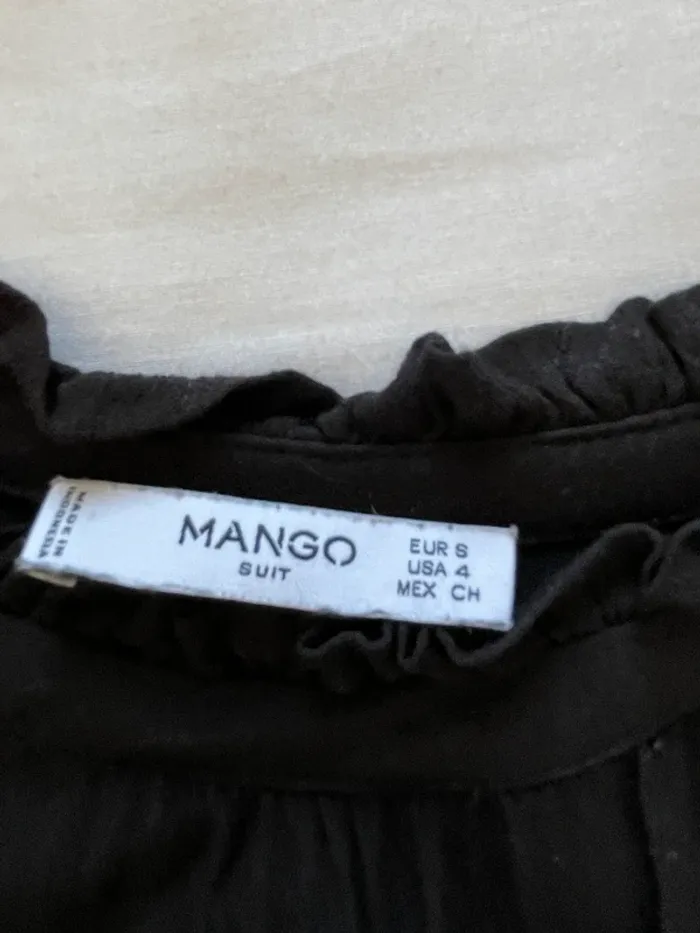 MADE IN
INDONESIA
MANGO
SUIT
EUR S
USA 4
MEX CH